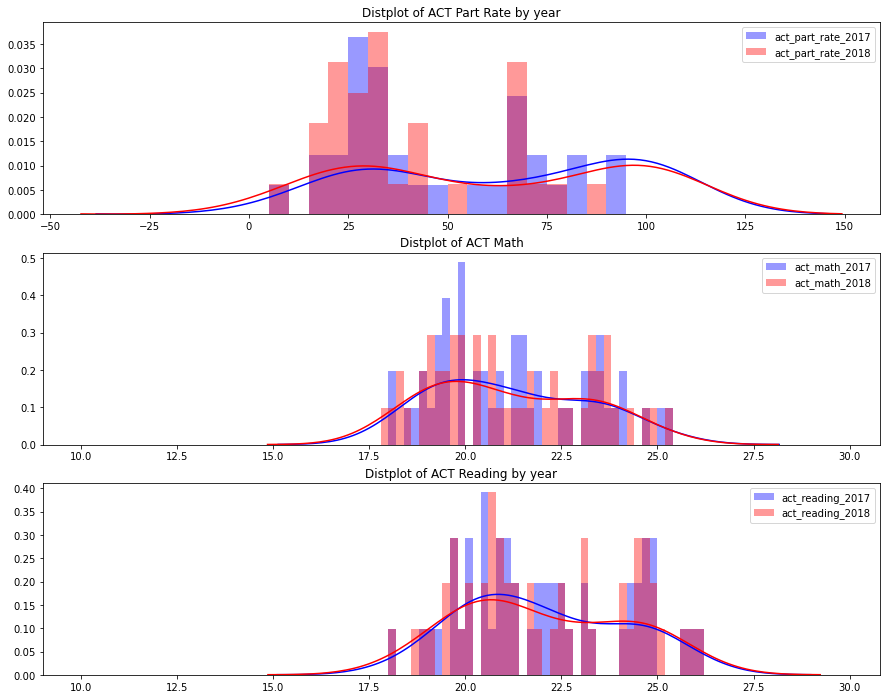 Distplot of ACT Part Rate by year
act_part_rate_2017
act_part_rate_2018
0.035
0.030
0.025
0.020
0.015
0.010
0.005
0.000
−50 −25 0 25 50 75 100 125 150
Distplot of ACT Math
act_math_2017
act_math_2018
0.5
0.4
0.3
0.2
0.1
0.0
10.0 12.5 15.0 17.5 20.0 22.5 25.0 27.5 30.0
Distplot of ACT Reading by year
act_reading_2017
act_reading_2018
0.40
0.35
0.30
0.25
0.20
0.15
0.10
0.05
0.00
10.0 12.5 15.0 17.5 20.0 22.5 25.0 27.5 30.0